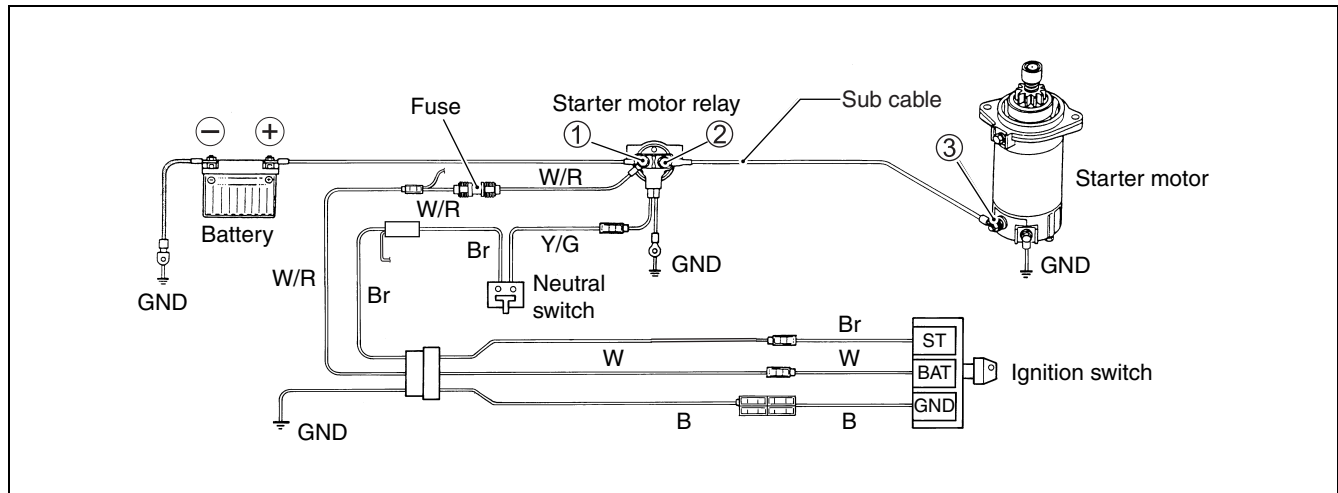 Fuse
Starter motor relay
Sub cable
− +
① ②
③
W/R
Starter motor
W/R
Battery
Br
Y/G
GND
GND
W/R
Br
Neutral
switch
GND
Br
ST
W
W
BAT
Ignition switch
GND
GND
B
B